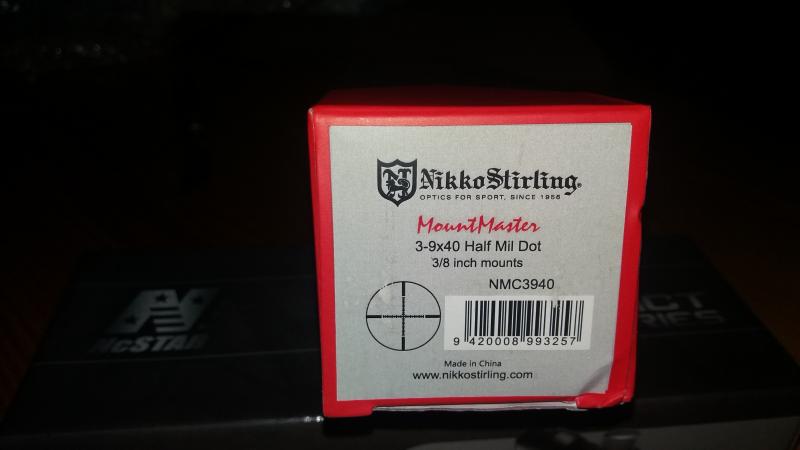 NikkoStirling®
OPTICS FOR SPORT, SINCE 1956
MountMaster
3-9x40 Half Mil Dot
3/8 inch mounts
NMC3940
9 420008 993257
Made in China
www.nikkostirling.com
NcSTAR